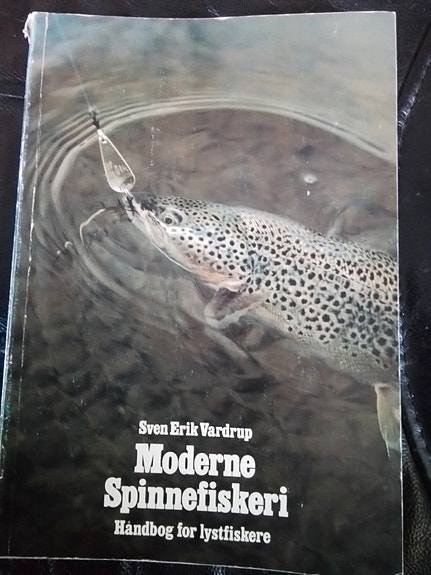 Sven Erik Vardrup
Moderne
Spinnefiskeri
Håndbog for lystfiskere